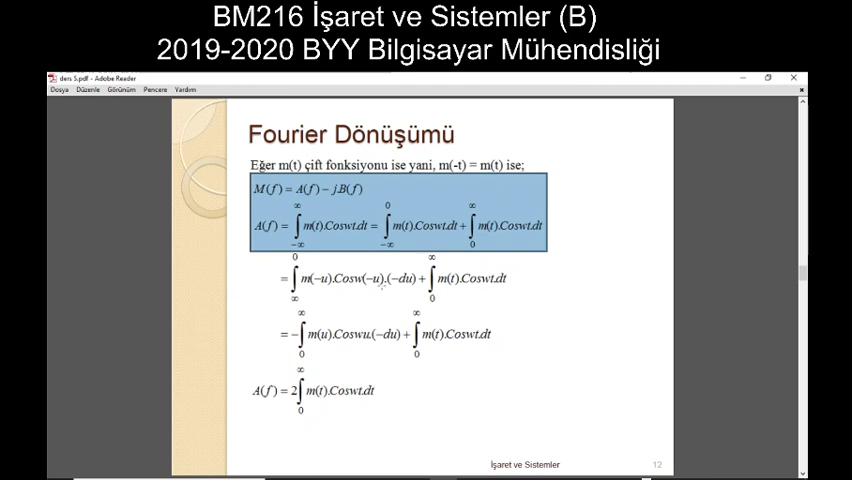 BM216 İşaret ve Sistemler (B)
2019-2020 BYY Bilgisayar Mühendisliği
ders 5.pdf - Adobe Reader
Dosya Düzenle Görünüm Pencere Yardım
Fourier Dönüşümü
Eğer m(t) çift fonksiyonu ise yani, m(-t) = m(t) ise;
M(f) = A(f) − j.B(f)
A(f) = ∫_{−∞}^{∞} m(t).Coswt.dt = ∫_{−∞}^{0} m(t).Coswt.dt + ∫_{0}^{∞} m(t).Coswt.dt
= ∫_{∞}^{0} m(−u).Cosw(−u).(−du) + ∫_{0}^{∞} m(t).Coswt.dt
= −∫_{0}^{∞} m(u).Coswu.(−du) + ∫_{0}^{∞} m(t).Coswt.dt
A(f) = 2∫_{0}^{∞} m(t).Coswt.dt
İşaret ve Sistemler 12